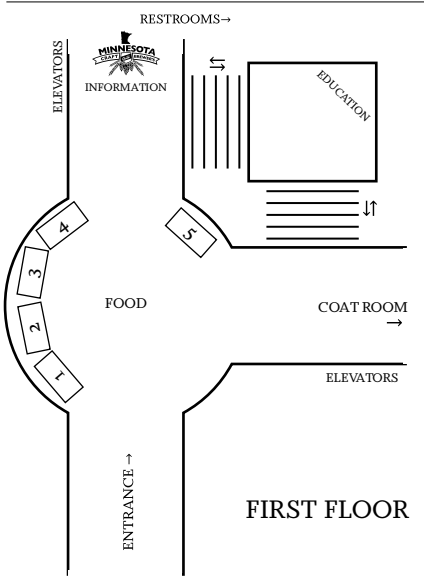 RESTROOMS→
ELEVATORS
MINNESOTA
CRAFT BREWERS
INFORMATION
EDUCATION
4
5
3
FOOD
COAT ROOM
→
2
1
ELEVATORS
ENTRANCE →
FIRST FLOOR